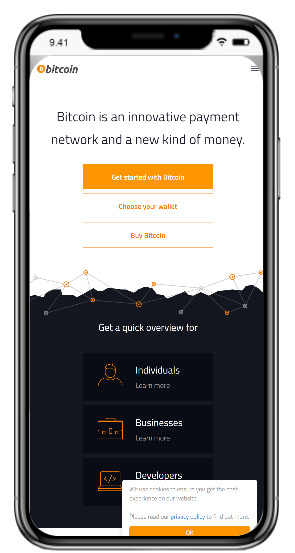 9.41
bitcoin
Bitcoin is an innovative payment
network and a new kind of money.
Get started with Bitcoin
Choose your wallet
Buy Bitcoin
Get a quick overview for
Individuals
Learn more
Businesses
Learn more
Developers
We use cookies to ensure you get the best
experience on our website.
Please read our privacy policy to find out more.
OK